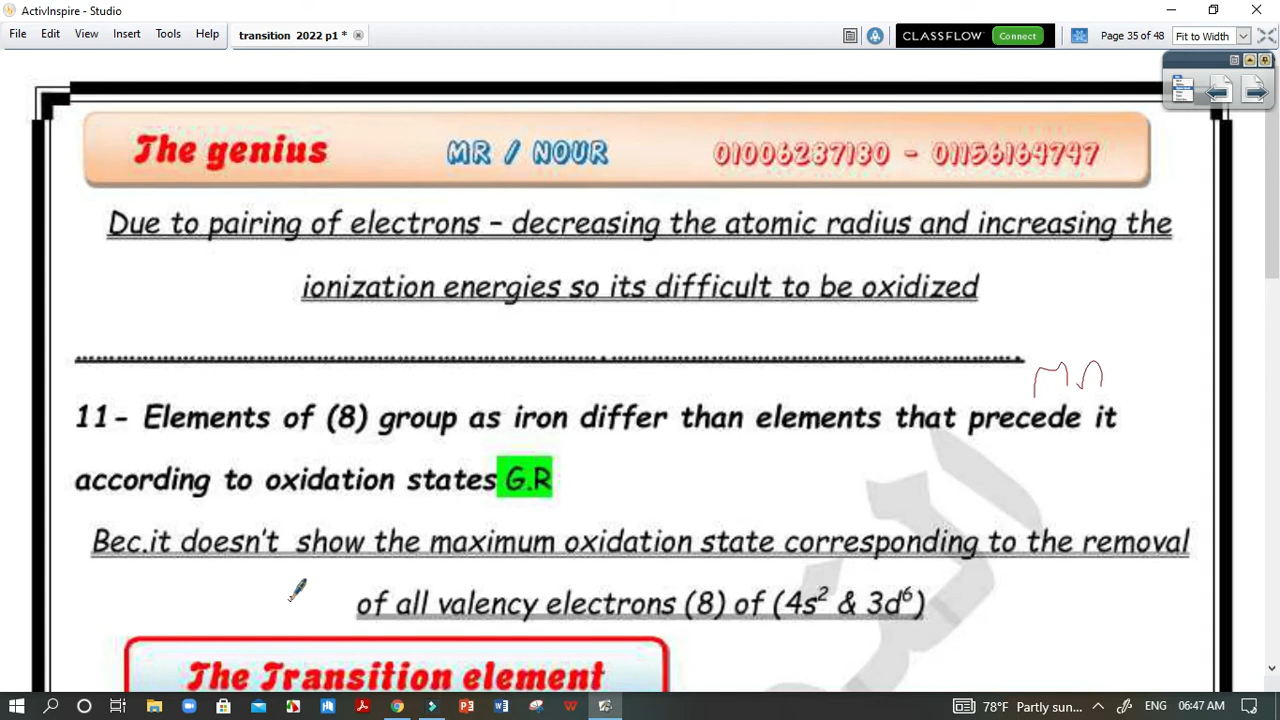 ActivInspire - Studio
File Edit View Insert Tools Help transition 2022 p1 * CLASSFLOW Connect Page 35 of 48 Fit to Width
The genius MR / NOUR 01006287180 - 01156164747
Due to pairing of electrons – decreasing the atomic radius and increasing the
ionization energies so its difficult to be oxidized
Mn
11- Elements of (8) group as iron differ than elements that precede it
according to oxidation states G.R
Bec.it doesn't show the maximum oxidation state corresponding to the removal
of all valency electrons (8) of (4s² & 3d⁶)
The Transition element
78°F Partly sun... ENG 06:47 AM